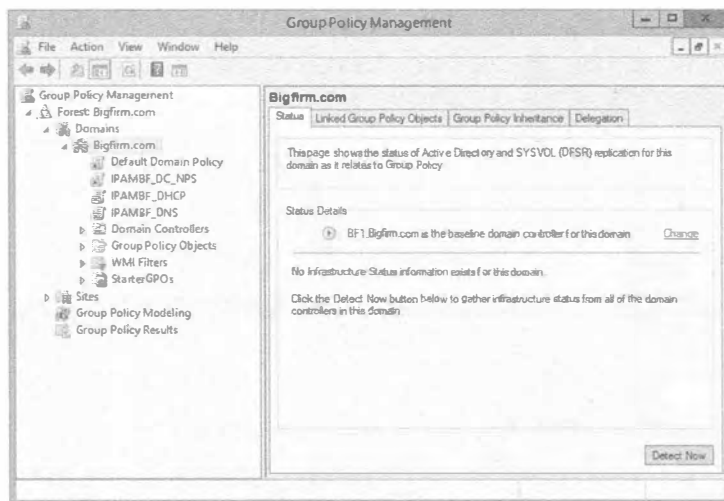 Group Policy Management
File Action View Window Help
Group Policy Management
Forest: Bigfirm.com
Domains
Bigfirm.com
Default Domain Policy
IPAMBF_DC_NPS
IPAMBF_DHCP
IPAMBF_DNS
Domain Controllers
Group Policy Objects
WMI Filters
StarterGPOs
Sites
Group Policy Modeling
Group Policy Results
Bigfirm.com
Status Linked Group Policy Objects Group Policy Inheritance Delegation
This page shows the status of Active Directory and SYSVOL (DFSR) replication for this
domain as it relates to Group Policy.
Status Details
BF1.Bigfirm.com is the baseline domain controller for this domain. Change
No Infrastructure Status information exists for this domain.
Click the Detect Now button below to gather infrastructure status from all of the domain
controllers in this domain.
Detect Now